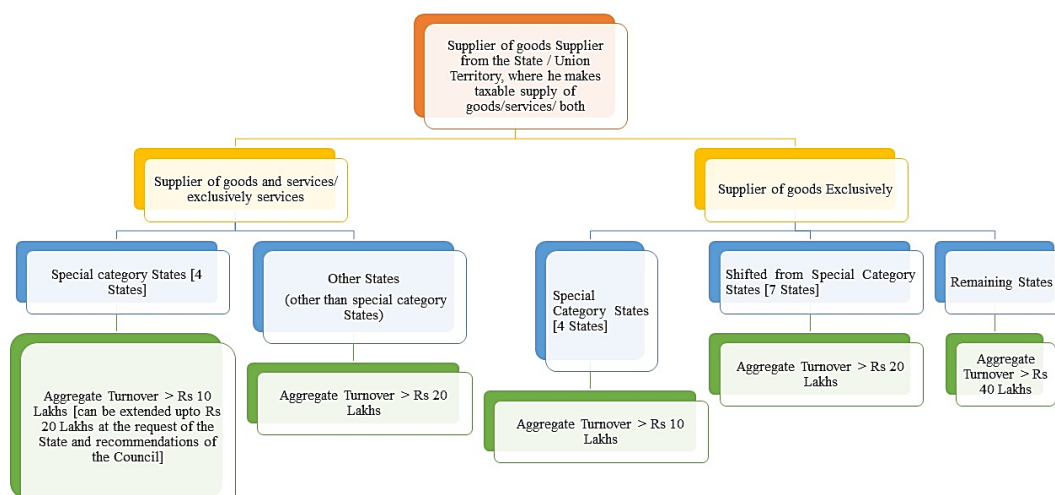 Supplier of goods Supplier
from the State / Union
Territory, where he makes
taxable supply of
goods/services/ both
Supplier of goods and services/
exclusively services
Supplier of goods Exclusively
Special category States [4
States]
Other States
(other than special category
States)
Special
Category States
[4 States]
Shifted from Special Category
States [7 States]
Remaining States
Aggregate Turnover > Rs 10
Lakhs [can be extended upto Rs
20 Lakhs at the request of the
State and recommendations of
the Council]
Aggregate Turnover > Rs 20
Lakhs
Aggregate Turnover > Rs 10
Lakhs
Aggregate Turnover > Rs 20
Lakhs
Aggregate
Turnover > Rs
40 Lakhs